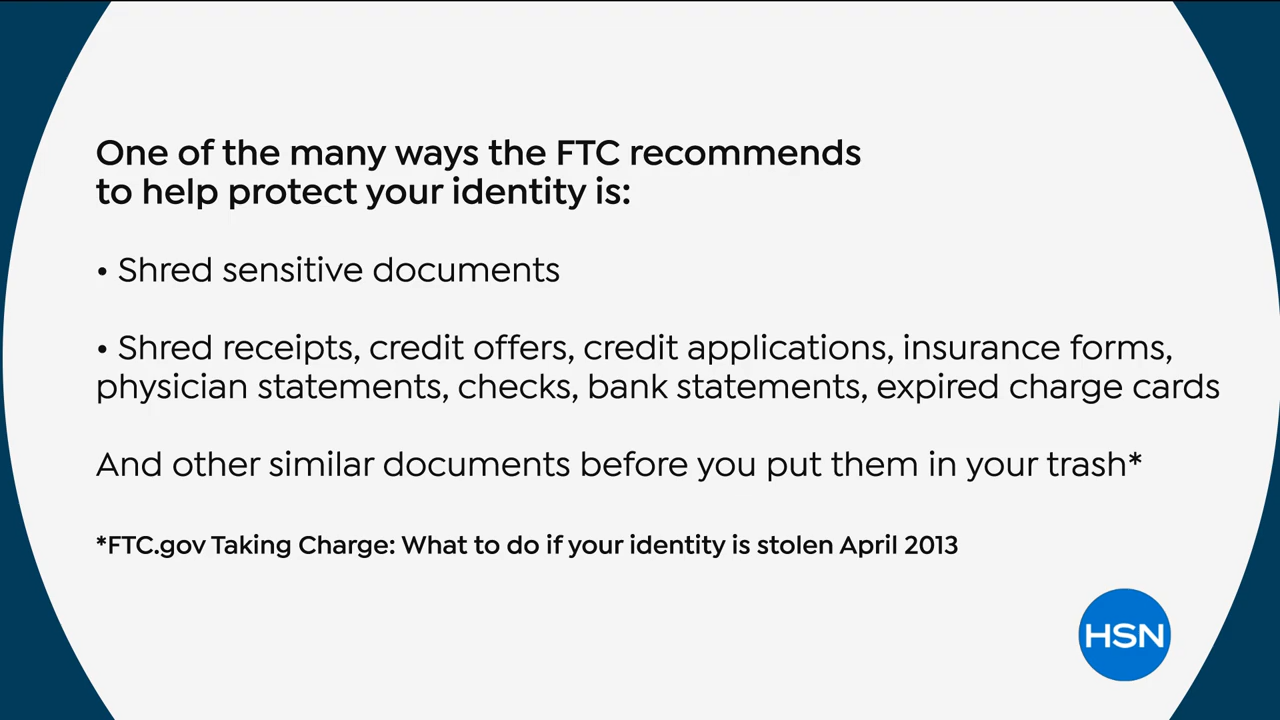 One of the many ways the FTC recommends
to help protect your identity is:
• Shred sensitive documents
• Shred receipts, credit offers, credit applications, insurance forms,
physician statements, checks, bank statements, expired charge cards
And other similar documents before you put them in your trash*
*FTC.gov Taking Charge: What to do if your identity is stolen April 2013
HSN